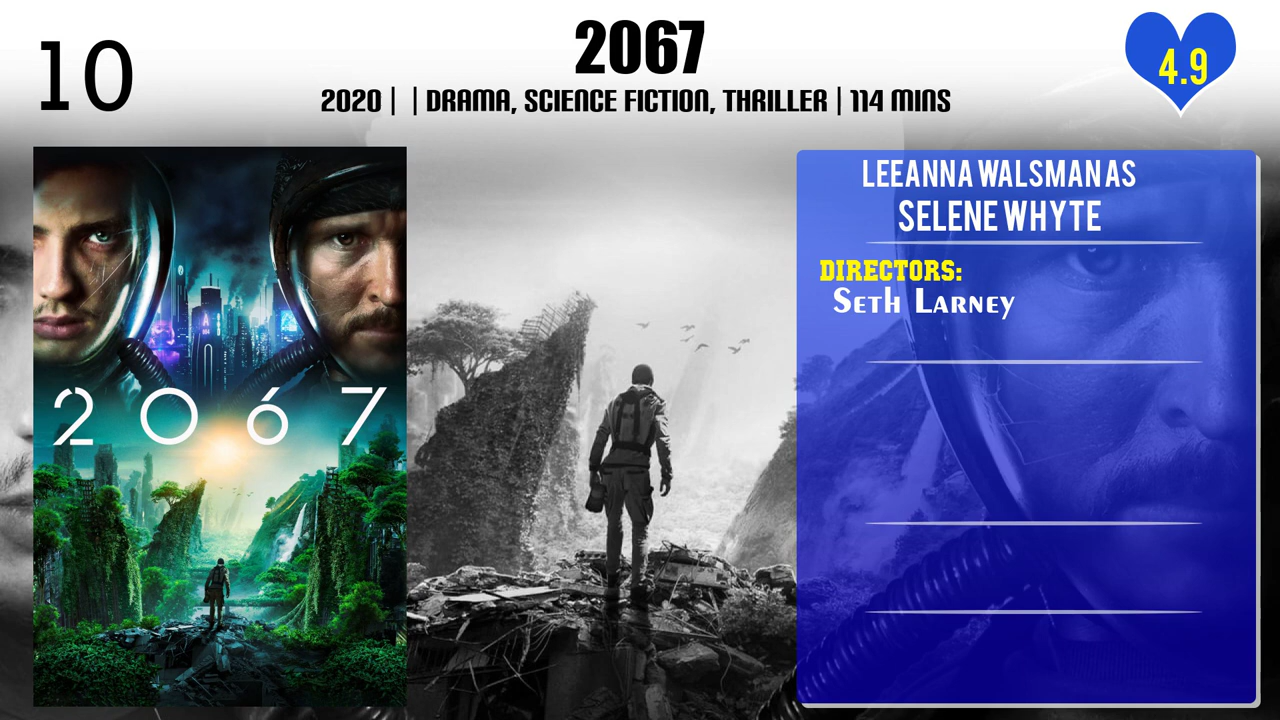 10
2067
2020 | | DRAMA, SCIENCE FICTION, THRILLER | 114 MINS
4.9
2067
LEEANNA WALSMAN AS
SELENE WHYTE
DIRECTORS:
Seth Larney